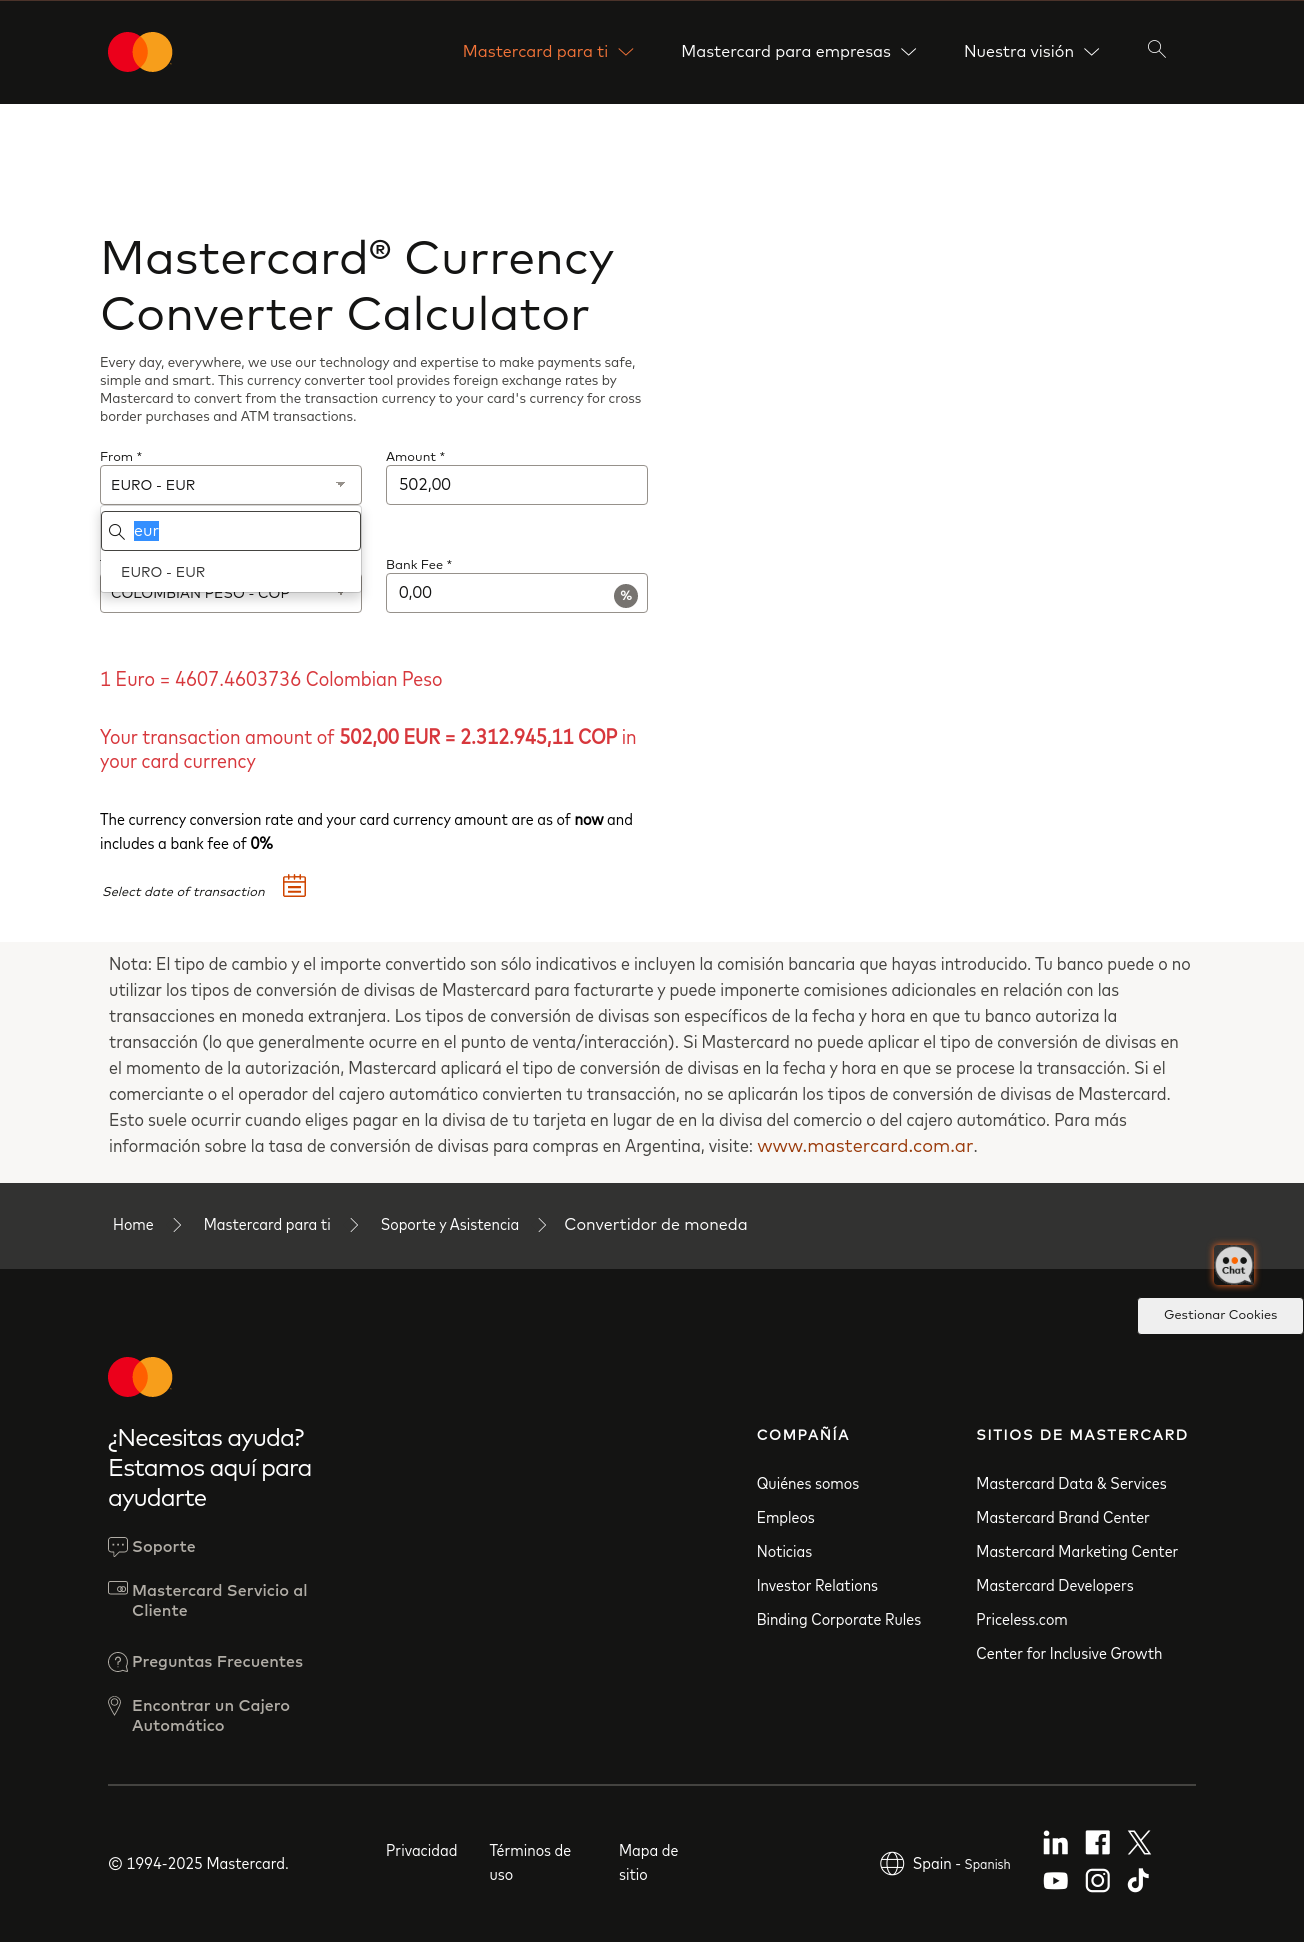 Mastercard para ti
Mastercard para empresas
Nuestra visión
Mastercard® Currency
Converter Calculator
Every day, everywhere, we use our technology and expertise to make payments safe,
simple and smart. This currency converter tool provides foreign exchange rates by
Mastercard to convert from the transaction currency to your card's currency for cross
border purchases and ATM transactions.
From *
Amount *
EURO - EUR
502,00
eur
EURO - EUR
Bank Fee *
COLOMBIAN PESO - COP
0,00
%
1 Euro = 4607.4603736 Colombian Peso
Your transaction amount of 502,00 EUR = 2.312.945,11 COP in
your card currency
The currency conversion rate and your card currency amount are as of now and
includes a bank fee of 0%
Select date of transaction
Nota: El tipo de cambio y el importe convertido son sólo indicativos e incluyen la comisión bancaria que hayas introducido. Tu banco puede o no
utilizar los tipos de conversión de divisas de Mastercard para facturarte y puede imponerte comisiones adicionales en relación con las
transacciones en moneda extranjera. Los tipos de conversión de divisas son específicos de la fecha y hora en que tu banco autoriza la
transacción (lo que generalmente ocurre en el punto de venta/interacción). Si Mastercard no puede aplicar el tipo de conversión de divisas en
el momento de la autorización, Mastercard aplicará el tipo de conversión de divisas en la fecha y hora en que se procese la transacción. Si el
comerciante o el operador del cajero automático convierten tu transacción, no se aplicarán los tipos de conversión de divisas de Mastercard.
Esto suele ocurrir cuando eliges pagar en la divisa de tu tarjeta en lugar de en la divisa del comercio o del cajero automático. Para más
información sobre la tasa de conversión de divisas para compras en Argentina, visite: www.mastercard.com.ar.
Home
Mastercard para ti
Soporte y Asistencia
Convertidor de moneda
Chat
Gestionar Cookies
¿Necesitas ayuda?
Estamos aquí para
ayudarte
Soporte
Mastercard Servicio al
Cliente
Preguntas Frecuentes
Encontrar un Cajero
Automático
COMPAÑÍA
Quiénes somos
Empleos
Noticias
Investor Relations
Binding Corporate Rules
SITIOS DE MASTERCARD
Mastercard Data & Services
Mastercard Brand Center
Mastercard Marketing Center
Mastercard Developers
Priceless.com
Center for Inclusive Growth
© 1994-2025 Mastercard.
Privacidad
Términos de
uso
Mapa de
sitio
Spain - Spanish